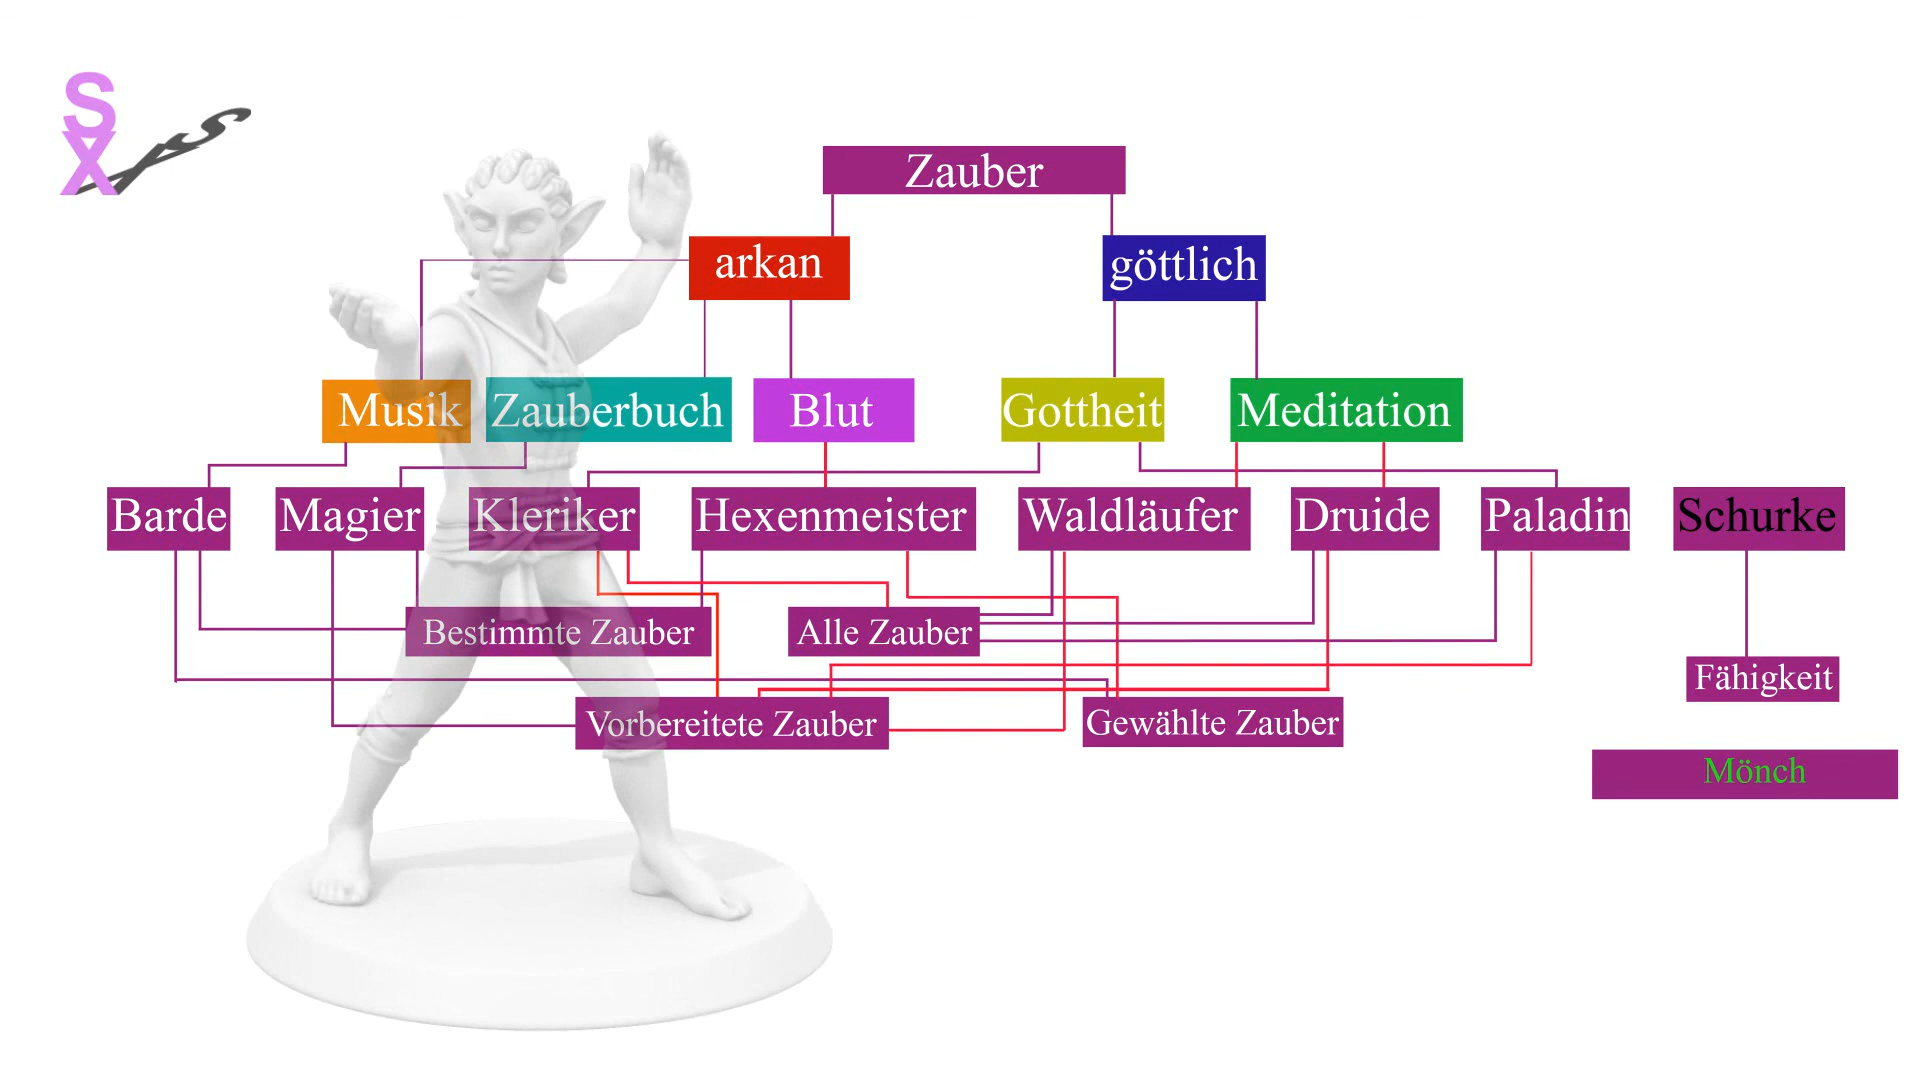 SX
Zauber
arkan
göttlich
Musik
Zauberbuch
Blut
Gottheit
Meditation
Barde
Magier
Kleriker
Hexenmeister
Waldläufer
Druide
Paladin
Schurke
Bestimmte Zauber
Alle Zauber
Fähigkeit
Vorbereitete Zauber
Gewählte Zauber
Mönch